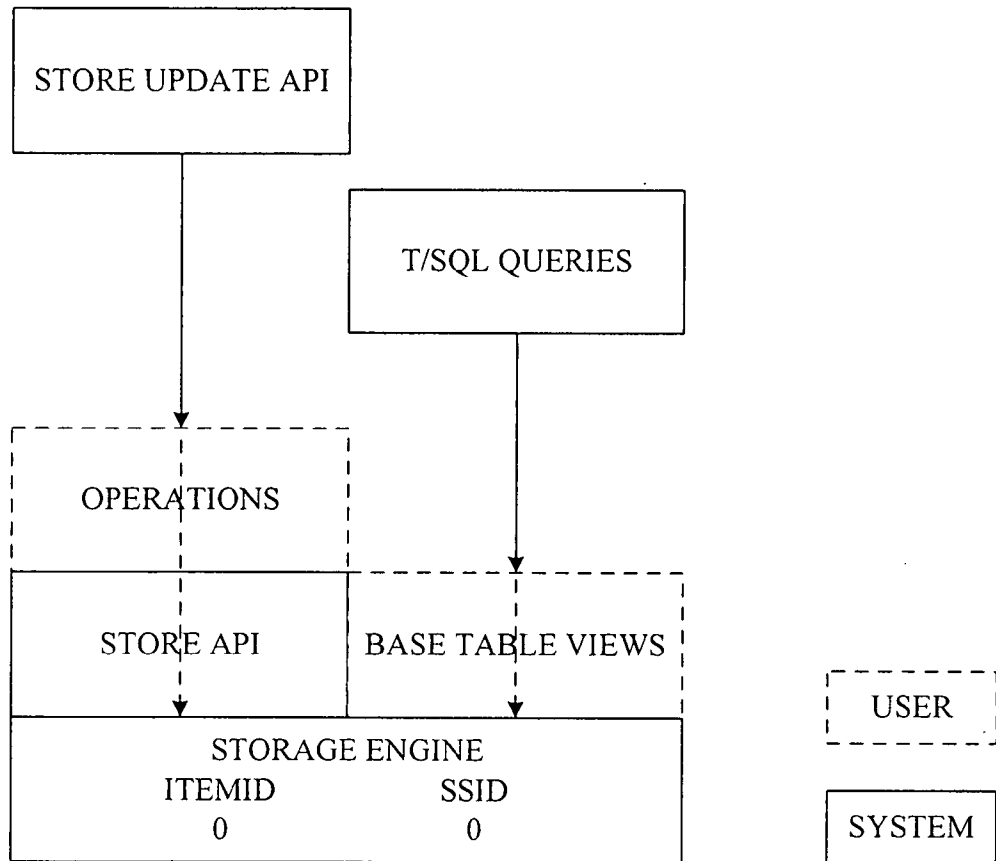 STORE UPDATE API
T/SQL QUERIES
OPERATIONS
STORE API
BASE TABLE VIEWS
STORAGE ENGINE
ITEMID SSID
0 0
USER
SYSTEM